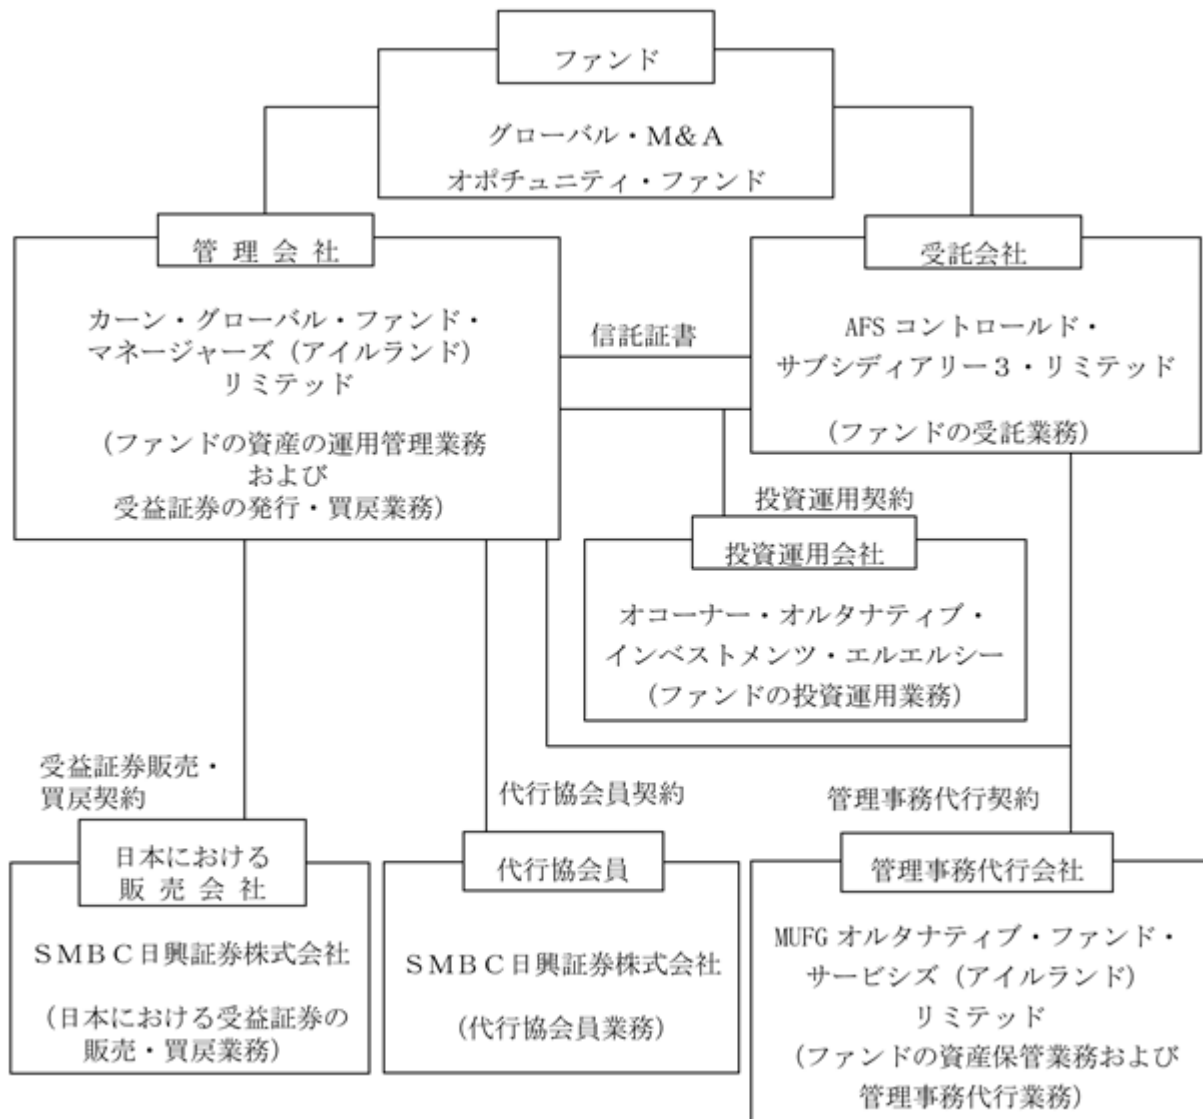 ファンド
グローバル・M&A
オポチュニティ・ファンド
管 理 会 社
カーン・グローバル・ファンド・
マネージャーズ（アイルランド）
リミテッド
（ファンドの資産の運用管理業務
および
受益証券の発行・買戻業務）
信託証書
受託会社
AFS コントロールド・
サブシディアリー３・リミテッド
（ファンドの受託業務）
投資運用契約
投資運用会社
オコーナー・オルタナティブ・
インベストメンツ・エルエルシー
（ファンドの投資運用業務）
受益証券販売・
買戻契約
日本における
販 売 会 社
ＳＭＢＣ日興証券株式会社
（日本における受益証券の
販売・買戻業務）
代行協会員契約
代行協会員
ＳＭＢＣ日興証券株式会社
（代行協会員業務）
管理事務代行契約
管理事務代行会社
MUFG オルタナティブ・ファンド・
サービシズ（アイルランド）
リミテッド
（ファンドの資産保管業務および
管理事務代行業務）